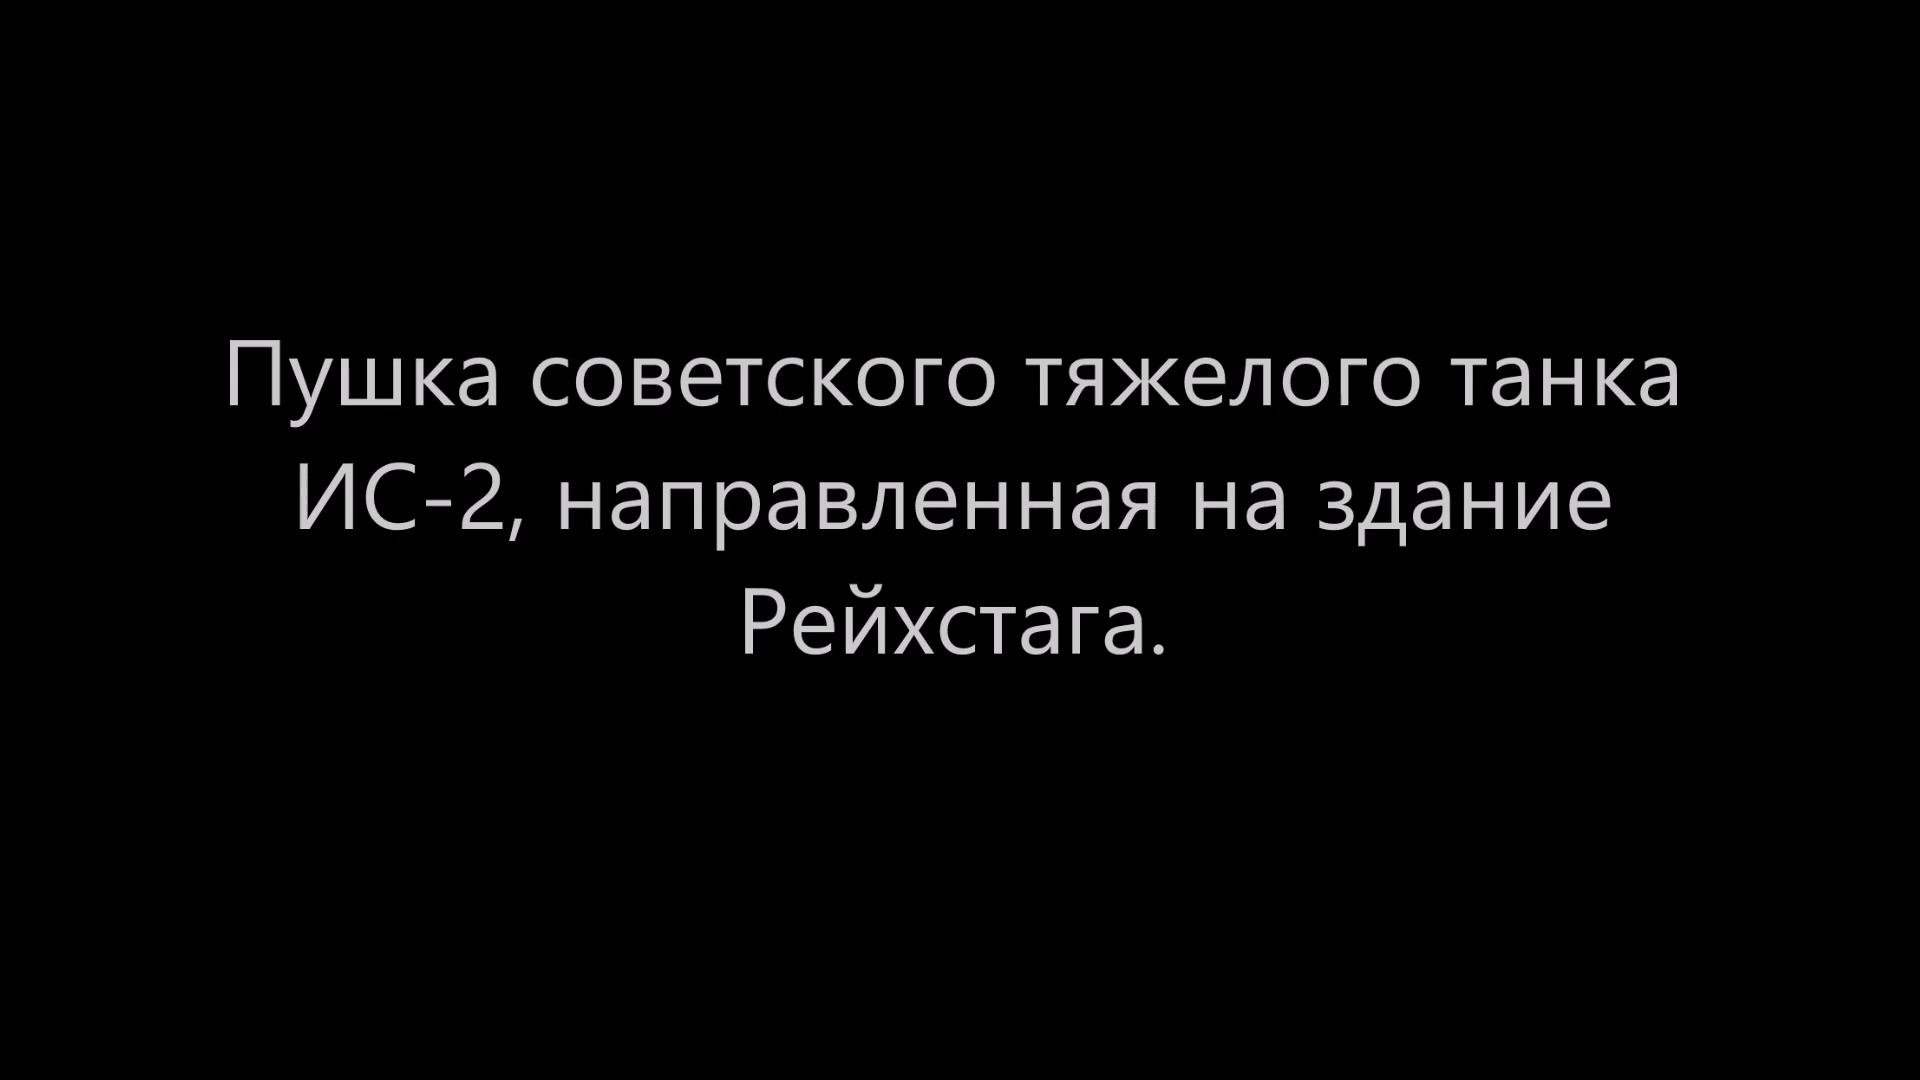 Пушка советского тяжелого танка
ИС-2, направленная на здание
Рейхстага.